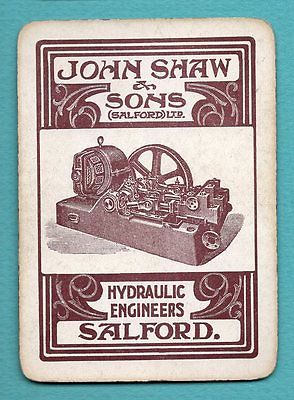 JOHN SHAW
&
SONS
(SALFORD) LTD.
HYDRAULIC
ENGINEERS
SALFORD.